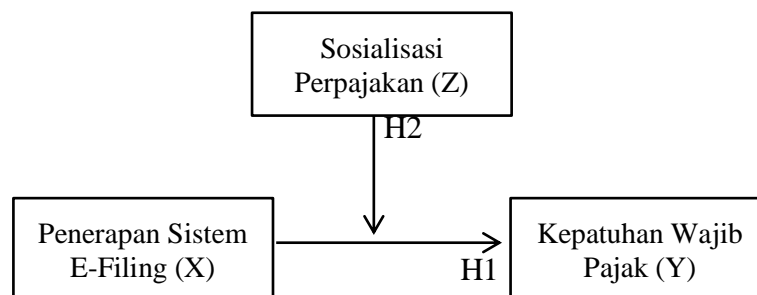 Sosialisasi
Perpajakan (Z)
H2
Penerapan Sistem
E-Filing (X)
H1
Kepatuhan Wajib
Pajak (Y)